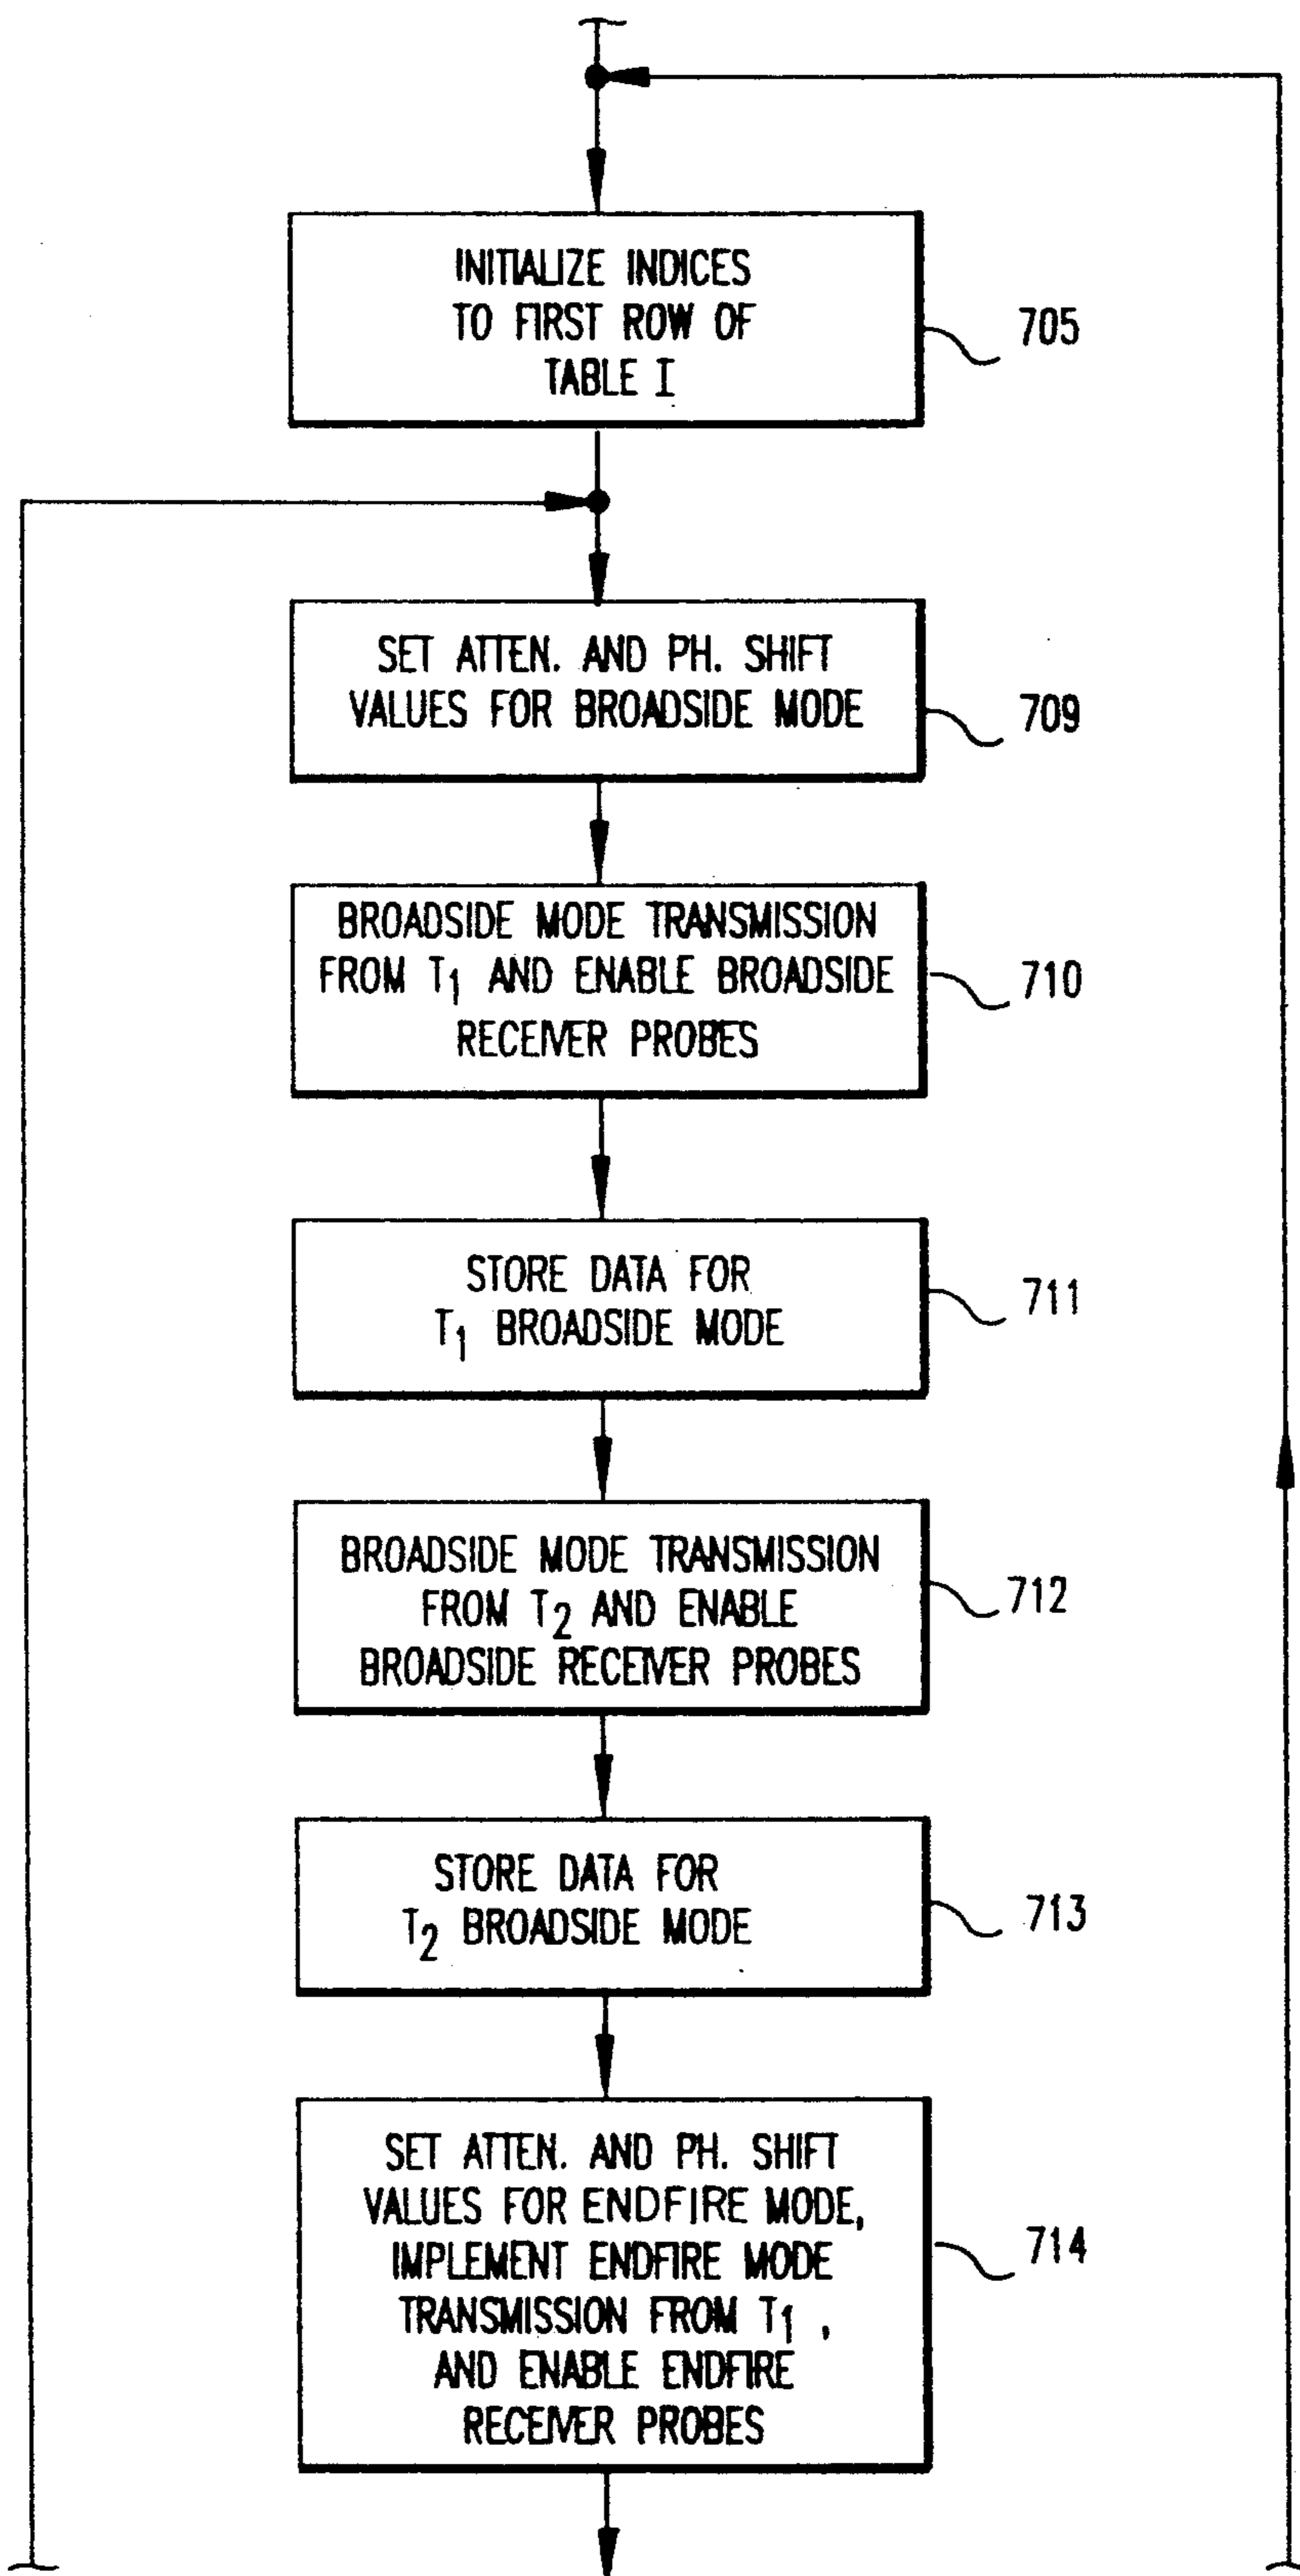 INITIALIZE INDICES
TO FIRST ROW OF
TABLE I
705
SET ATTEN. AND PH. SHIFT
VALUES FOR BROADSIDE MODE
709
BROADSIDE MODE TRANSMISSION
FROM T1 AND ENABLE BROADSIDE
RECEIVER PROBES
710
STORE DATA FOR
T1 BROADSIDE MODE
711
BROADSIDE MODE TRANSMISSION
FROM T2 AND ENABLE
BROADSIDE RECEIVER PROBES
712
STORE DATA FOR
T2 BROADSIDE MODE
713
SET ATTEN. AND PH. SHIFT
VALUES FOR ENDFIRE MODE,
IMPLEMENT ENDFIRE MODE
TRANSMISSION FROM T1 ,
AND ENABLE ENDFIRE
RECEIVER PROBES
714